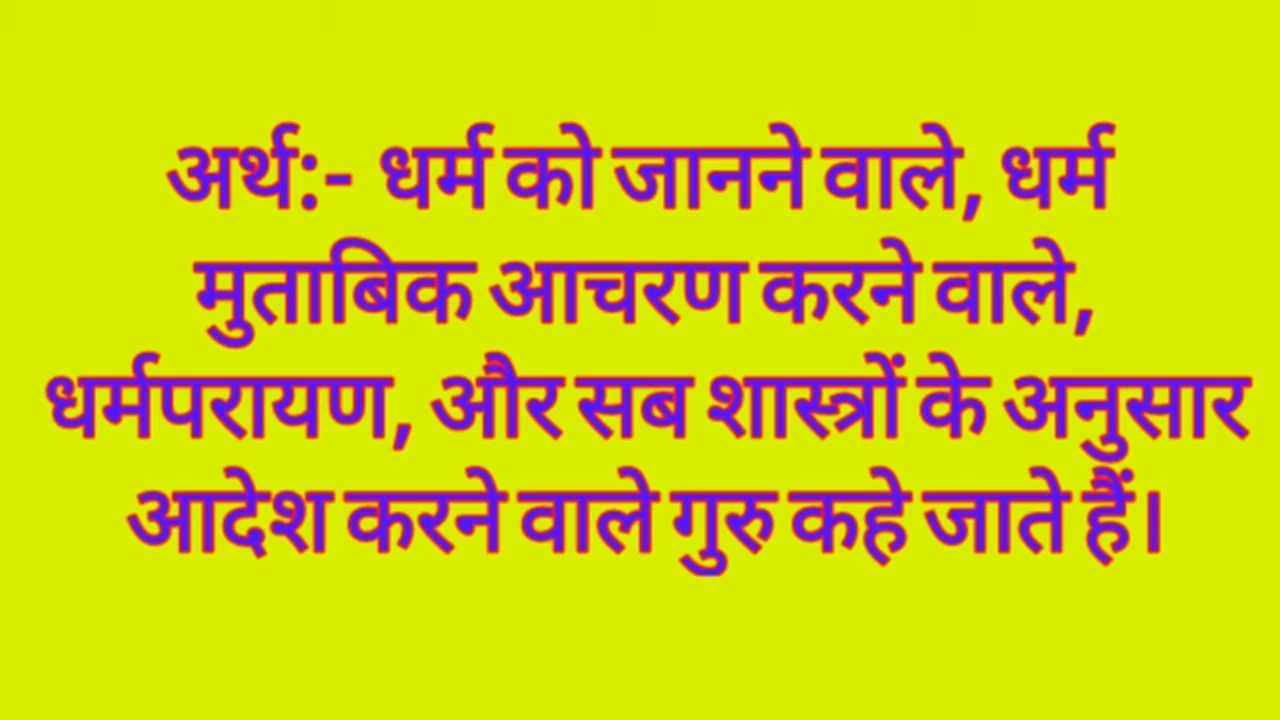 अर्थ:- धर्म को जानने वाले, धर्म
मुताबिक आचरण करने वाले,
धर्मपरायण, और सब शास्त्रों के अनुसार
आदेश करने वाले गुरु कहे जाते हैं।